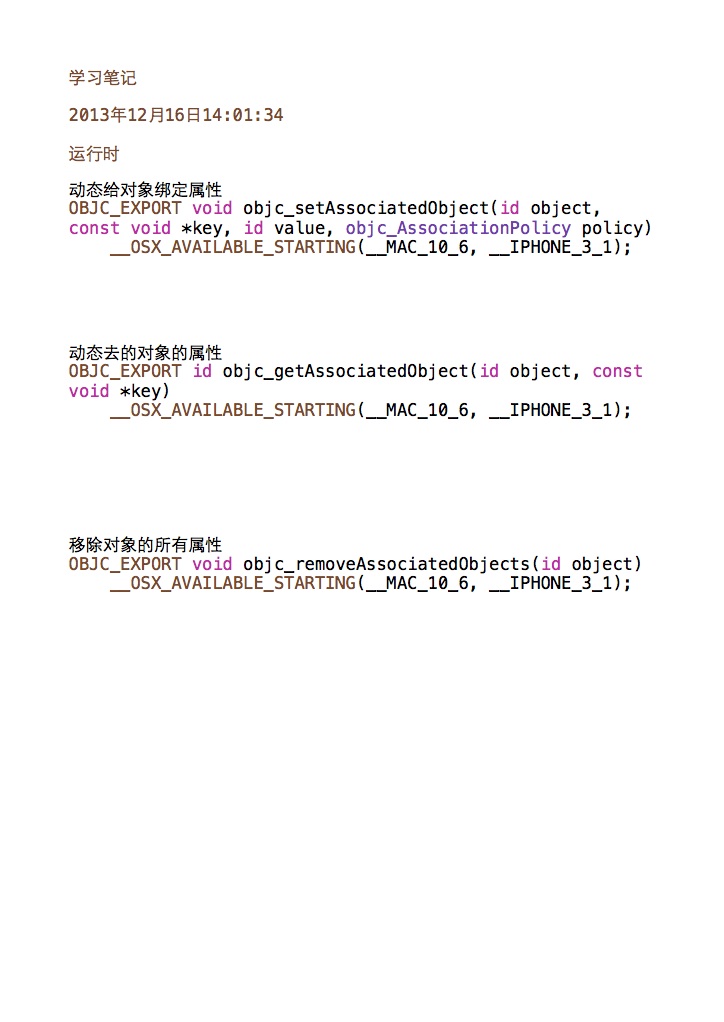 学习笔记
2013年12月16日14:01:34
运行时
动态给对象绑定属性
OBJC_EXPORT void objc_setAssociatedObject(id object,
const void *key, id value, objc_AssociationPolicy policy)
    __OSX_AVAILABLE_STARTING(__MAC_10_6, __IPHONE_3_1);
动态去的对象的属性
OBJC_EXPORT id objc_getAssociatedObject(id object, const
void *key)
    __OSX_AVAILABLE_STARTING(__MAC_10_6, __IPHONE_3_1);
移除对象的所有属性
OBJC_EXPORT void objc_removeAssociatedObjects(id object)
    __OSX_AVAILABLE_STARTING(__MAC_10_6, __IPHONE_3_1);